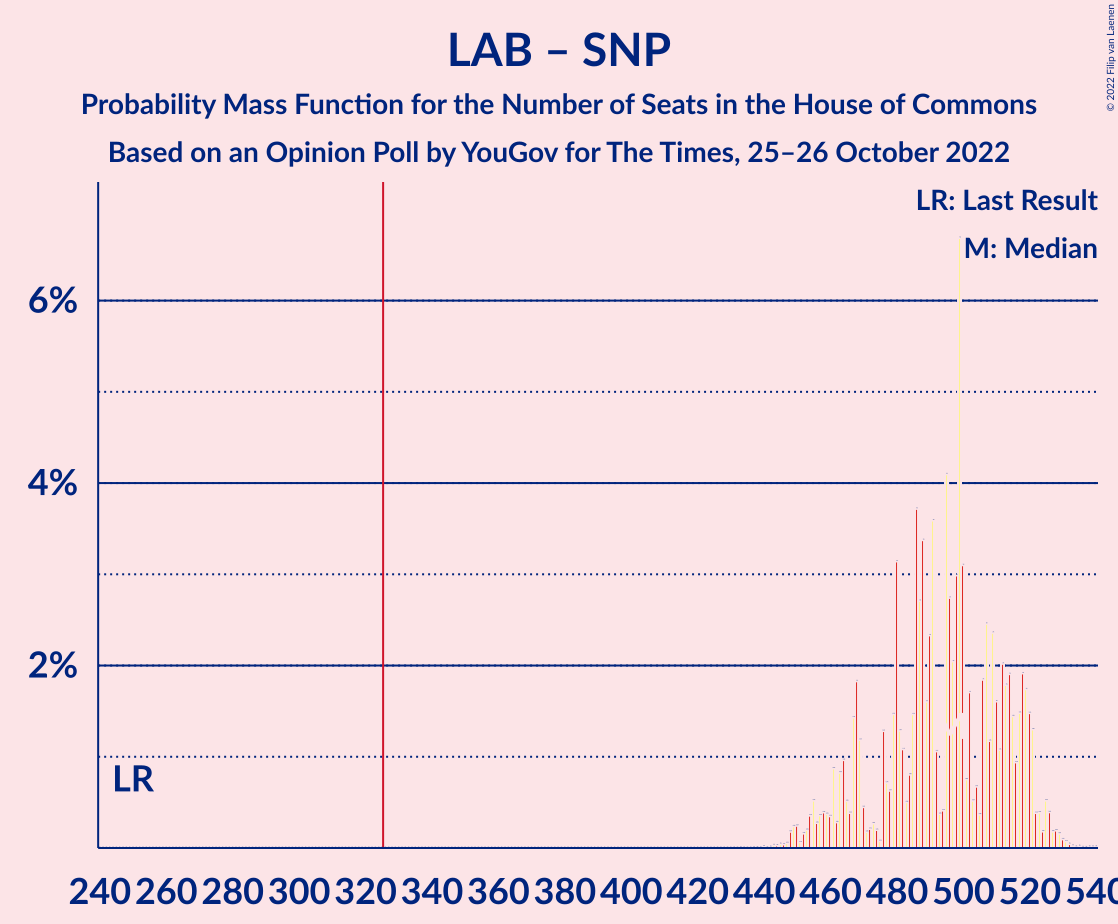 LAB – SNP
Probability Mass Function for the Number of Seats in the House of Commons
Based on an Opinion Poll by YouGov for The Times, 25–26 October 2022
© 2022 Filip van Laenen
LR: Last Result
M: Median
6%
4%
2%
LR
240 260 280 300 320 340 360 380 400 420 440 460 480 500 520 540